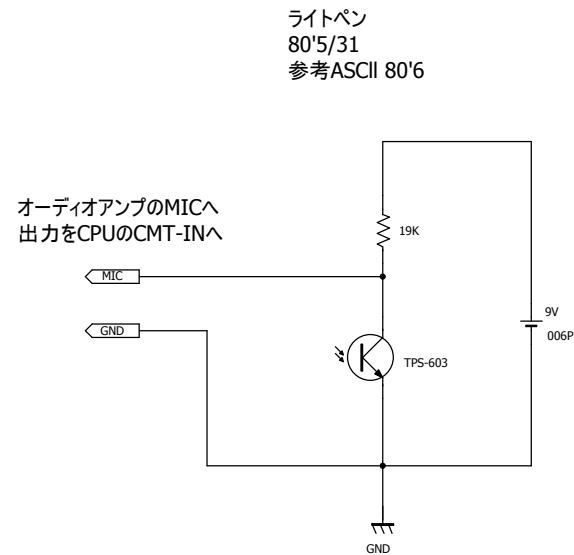 ライトペン
80'5/31
参考ASCII 80'6
オーディオアンプのMICへ
出力をCPUのCMT-INへ
19K
MIC
9V
GND
006P
TPS-603
GND